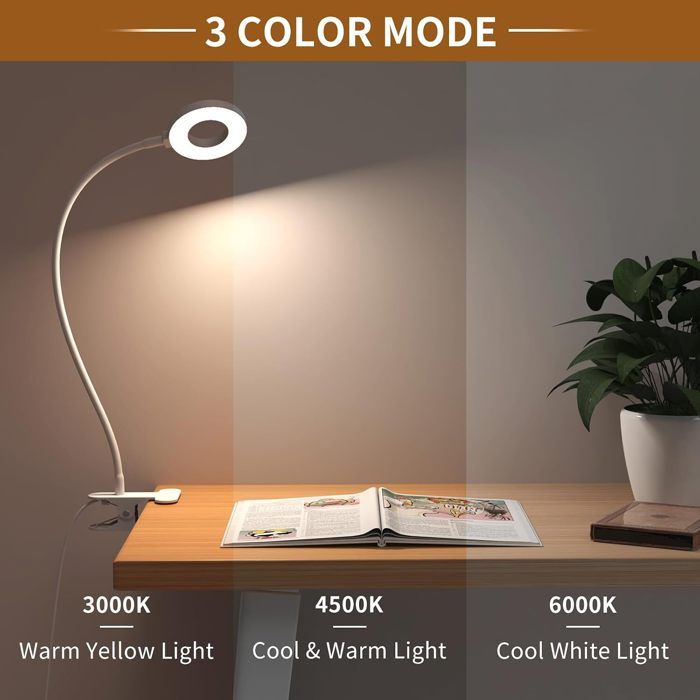 3 COLOR MODE
3000K
Warm Yellow Light
4500K
Cool & Warm Light
6000K
Cool White Light